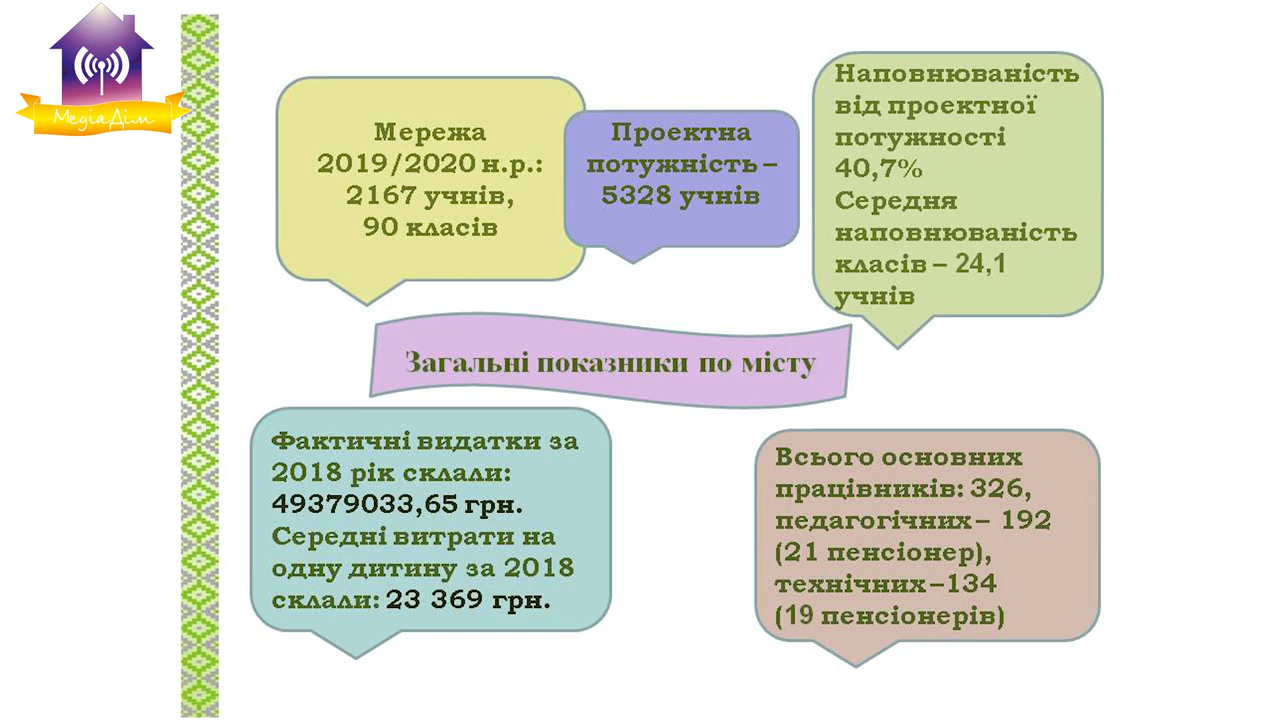 МедіаДім
Мережа
2019/2020 н.р.:
2167 учнів,
90 класів
Проектна
потужність –
5328 учнів
Наповнюваність
від проектної
потужності
40,7%
Середня
наповнюваність
класів – 24,1
учнів
Загальні показники по місту
Фактичні видатки за
2018 рік склали:
49379033,65 грн.
Середні витрати на
одну дитину за 2018
склали: 23 369 грн.
Всього основних
працівників: 326,
педагогічних – 192
(21 пенсіонер),
технічних –134
(19 пенсіонерів)